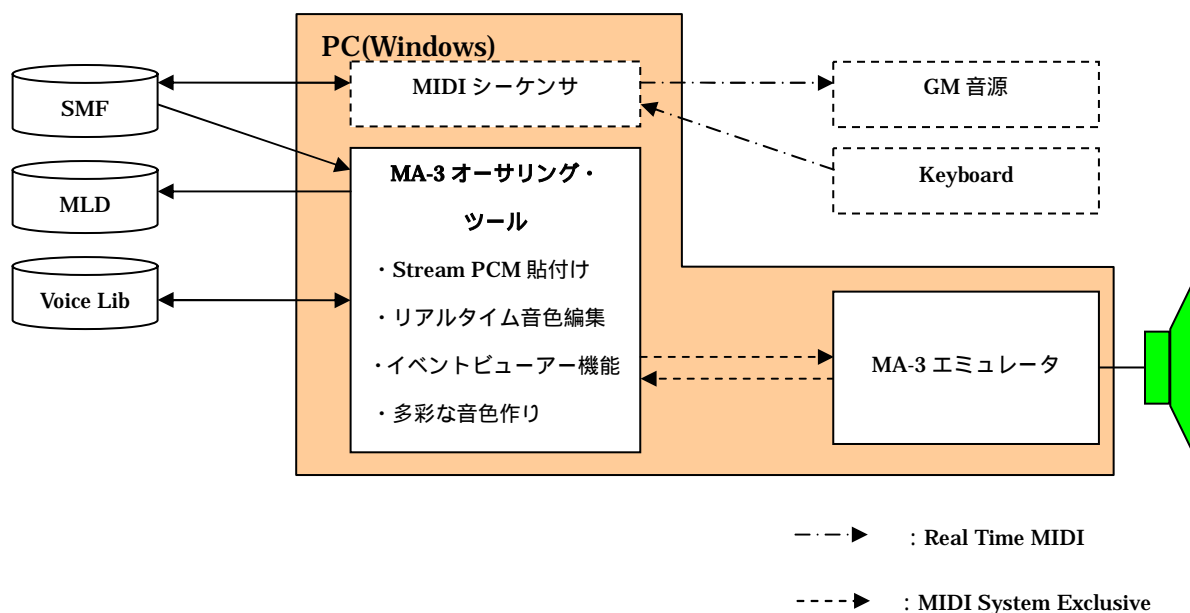 PC(Windows)
SMF
MIDI シーケンサ
GM 音源
MLD
MA-3 オーサリング・
ツール
Keyboard
Voice Lib
・Stream PCM 貼付け
・リアルタイム音色編集
・イベントビューアー機能
・多彩な音色作り
MA-3 エミュレータ
: Real Time MIDI
: MIDI System Exclusive